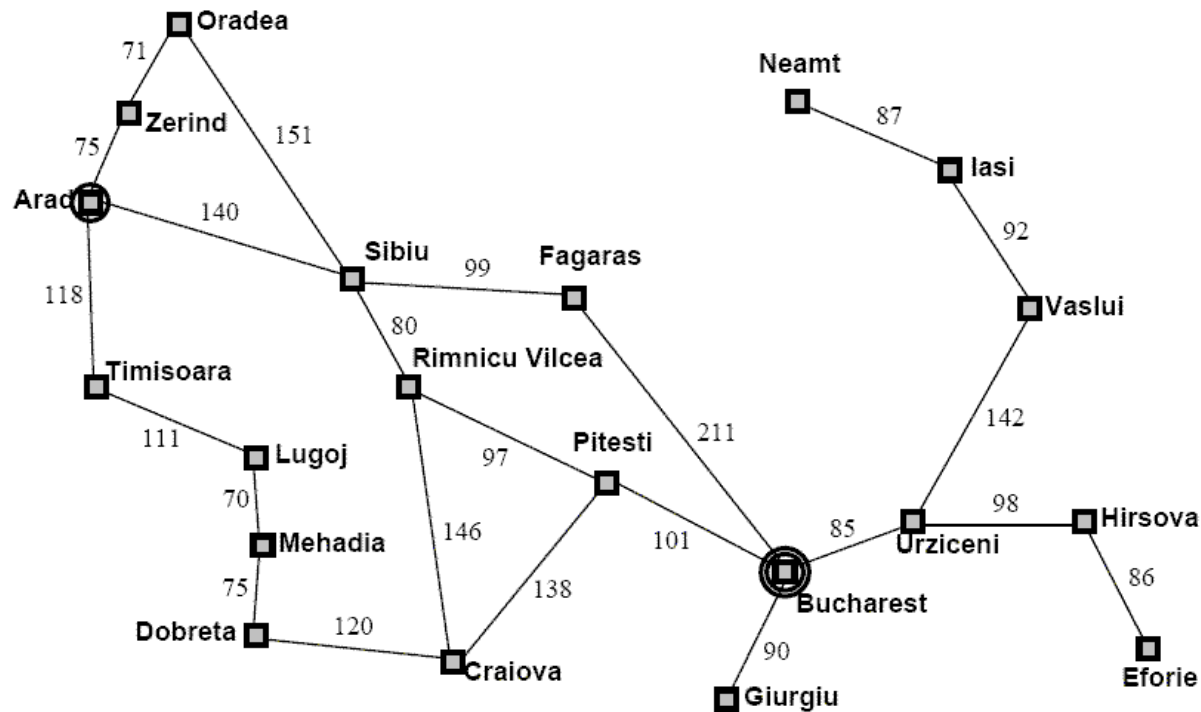 Oradea
71
Neamt
87
Zerind
151
75
Iasi
Arad
140
92
Sibiu
Fagaras
99
118
Vaslui
80
Timisoara
Rimnicu Vilcea
142
211
111
Lugoj
97
Pitesti
70
98
Hirsova
146
101
85
Urziceni
Mehadia
86
75
138
Bucharest
Dobreta
120
90
Craiova
Eforie
Giurgiu